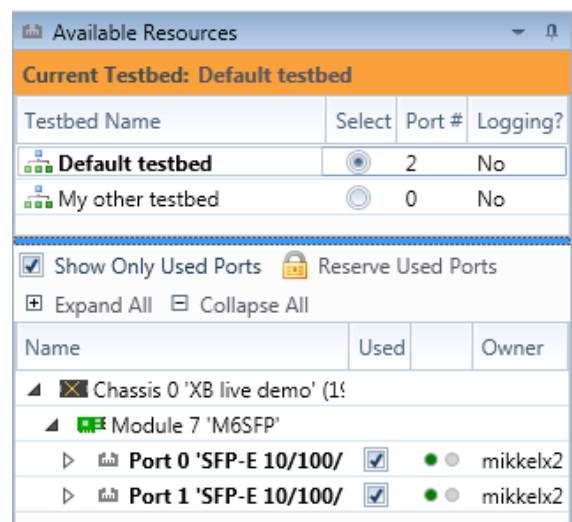 Available Resources
Current Testbed: Default testbed
Testbed Name Select Port # Logging?
Default testbed 2 No
My other testbed 0 No
Show Only Used Ports Reserve Used Ports
Expand All Collapse All
Name Used Owner
Chassis 0 'XB live demo' (19
Module 7 'M6SFP'
Port 0 'SFP-E 10/100/ mikkelx2
Port 1 'SFP-E 10/100/ mikkelx2